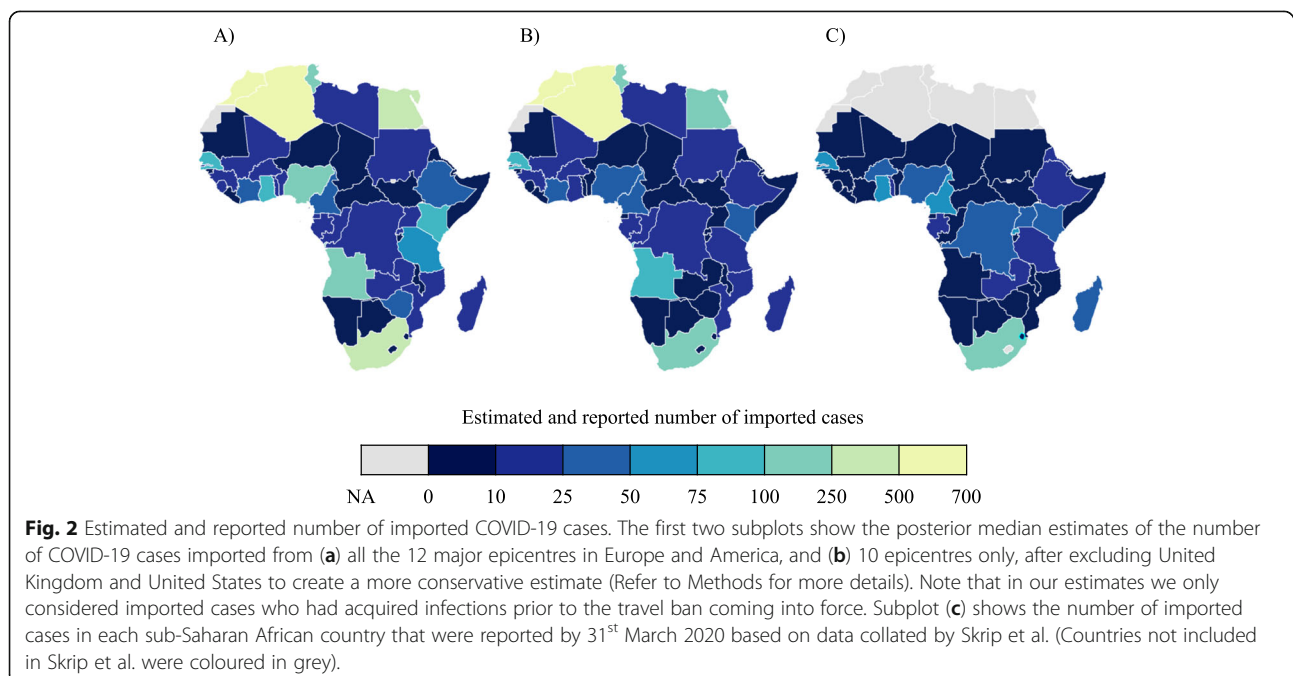 A)
B)
C)
Estimated and reported number of imported cases
NA 0 10 25 50 75 100 250 500 700
Fig. 2 Estimated and reported number of imported COVID-19 cases. The first two subplots show the posterior median estimates of the number
of COVID-19 cases imported from (a) all the 12 major epicentres in Europe and America, and (b) 10 epicentres only, after excluding United
Kingdom and United States to create a more conservative estimate (Refer to Methods for more details). Note that in our estimates we only
considered imported cases who had acquired infections prior to the travel ban coming into force. Subplot (c) shows the number of imported
cases in each sub-Saharan African country that were reported by 31st March 2020 based on data collated by Skrip et al. (Countries not included
in Skrip et al. were coloured in grey).